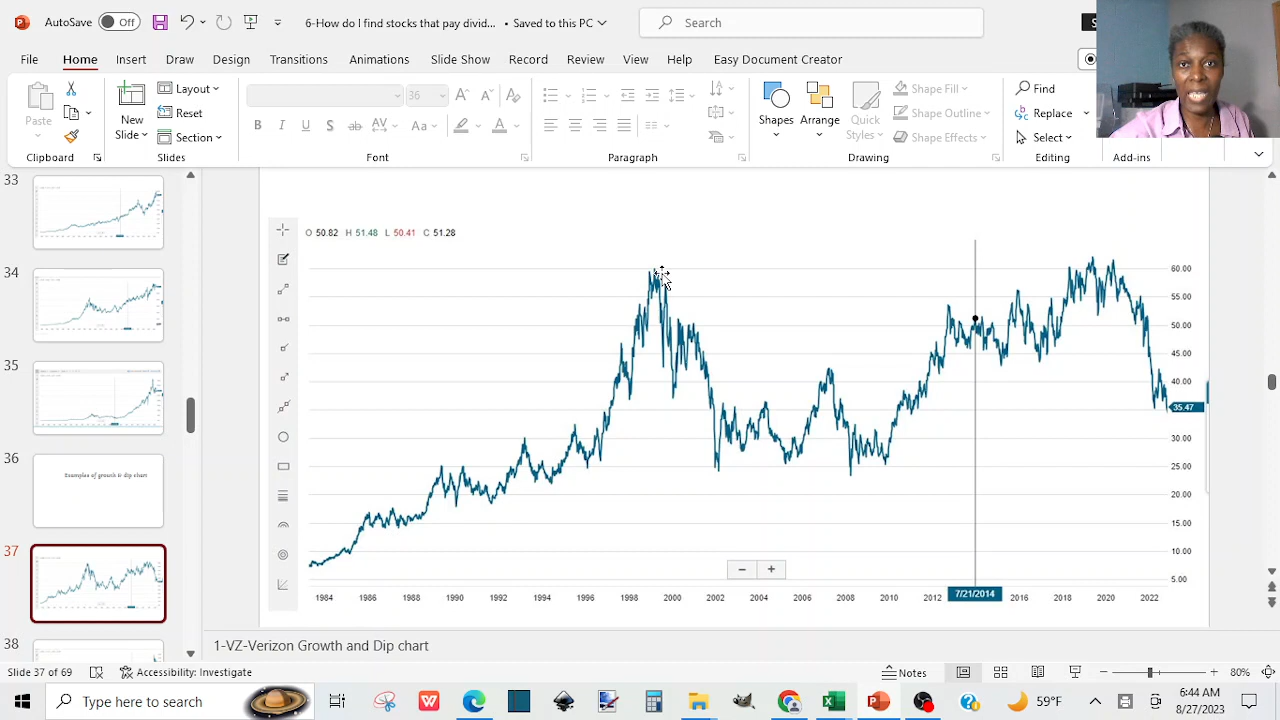 AutoSave
Off
6-How do I find stocks that pay divid... • Saved to this PC
Search
File
Home
Insert
Draw
Design
Transitions
Animations
Slide Show
Record
Review
View
Help
Easy Document Creator
Paste
New
Slide
Layout
Reset
Section
36
B
I
U
S
ab
AV
Aa
A
Shapes
Arrange
Quick
Styles
Shape Fill
Shape Outline
Shape Effects
Find
Replace
Select
Clipboard
Slides
Font
Paragraph
Drawing
Editing
Add-ins
33
34
35
36
Examples of growth & dip chart
37
38
O 50.82 H 51.48 L 50.41 C 51.28
60.00
55.00
50.00
45.00
40.00
35.47
30.00
25.00
20.00
15.00
10.00
5.00
1984 1986 1988 1990 1992 1994 1996 1998 2000 2002 2004 2006 2008 2010 2012 7/21/2014 2016 2018 2020 2022
1-VZ-Verizon Growth and Dip chart
Slide 37 of 69
Accessibility: Investigate
Notes
80%
Type here to search
59°F
6:44 AM
8/27/2023